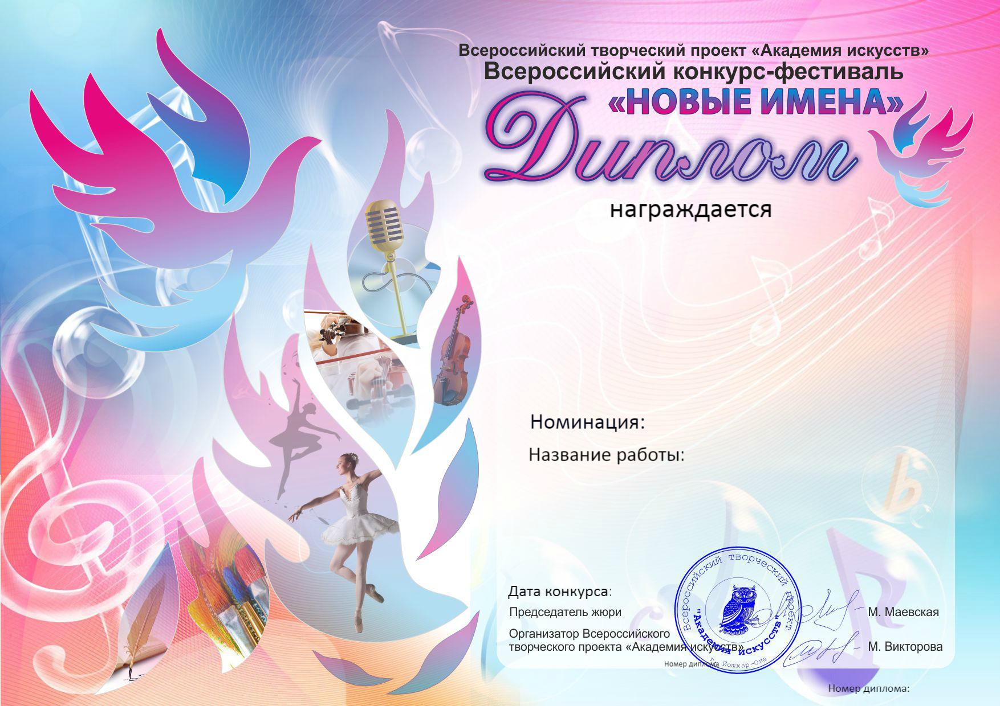 Всероссийский творческий проект «Академия искусств»
Всероссийский конкурс-фестиваль
«НОВЫЕ ИМЕНА»
Диплом
награждается
Номинация:
Название работы:
Дата конкурса:
Председатель жюри
М. Маевская
Организатор Всероссийского
творческого проекта «Академия искусств»
М. Викторова
Всероссийский творческий проект
"Академия искусств"
г. Йошкар-Ола
Номер диплома
Номер диплома: